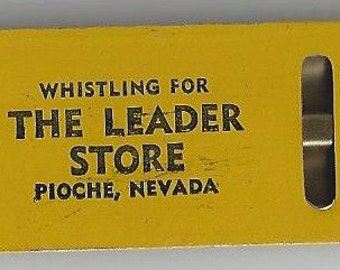 WHISTLING FOR
THE LEADER
STORE
PIOCHE, NEVADA